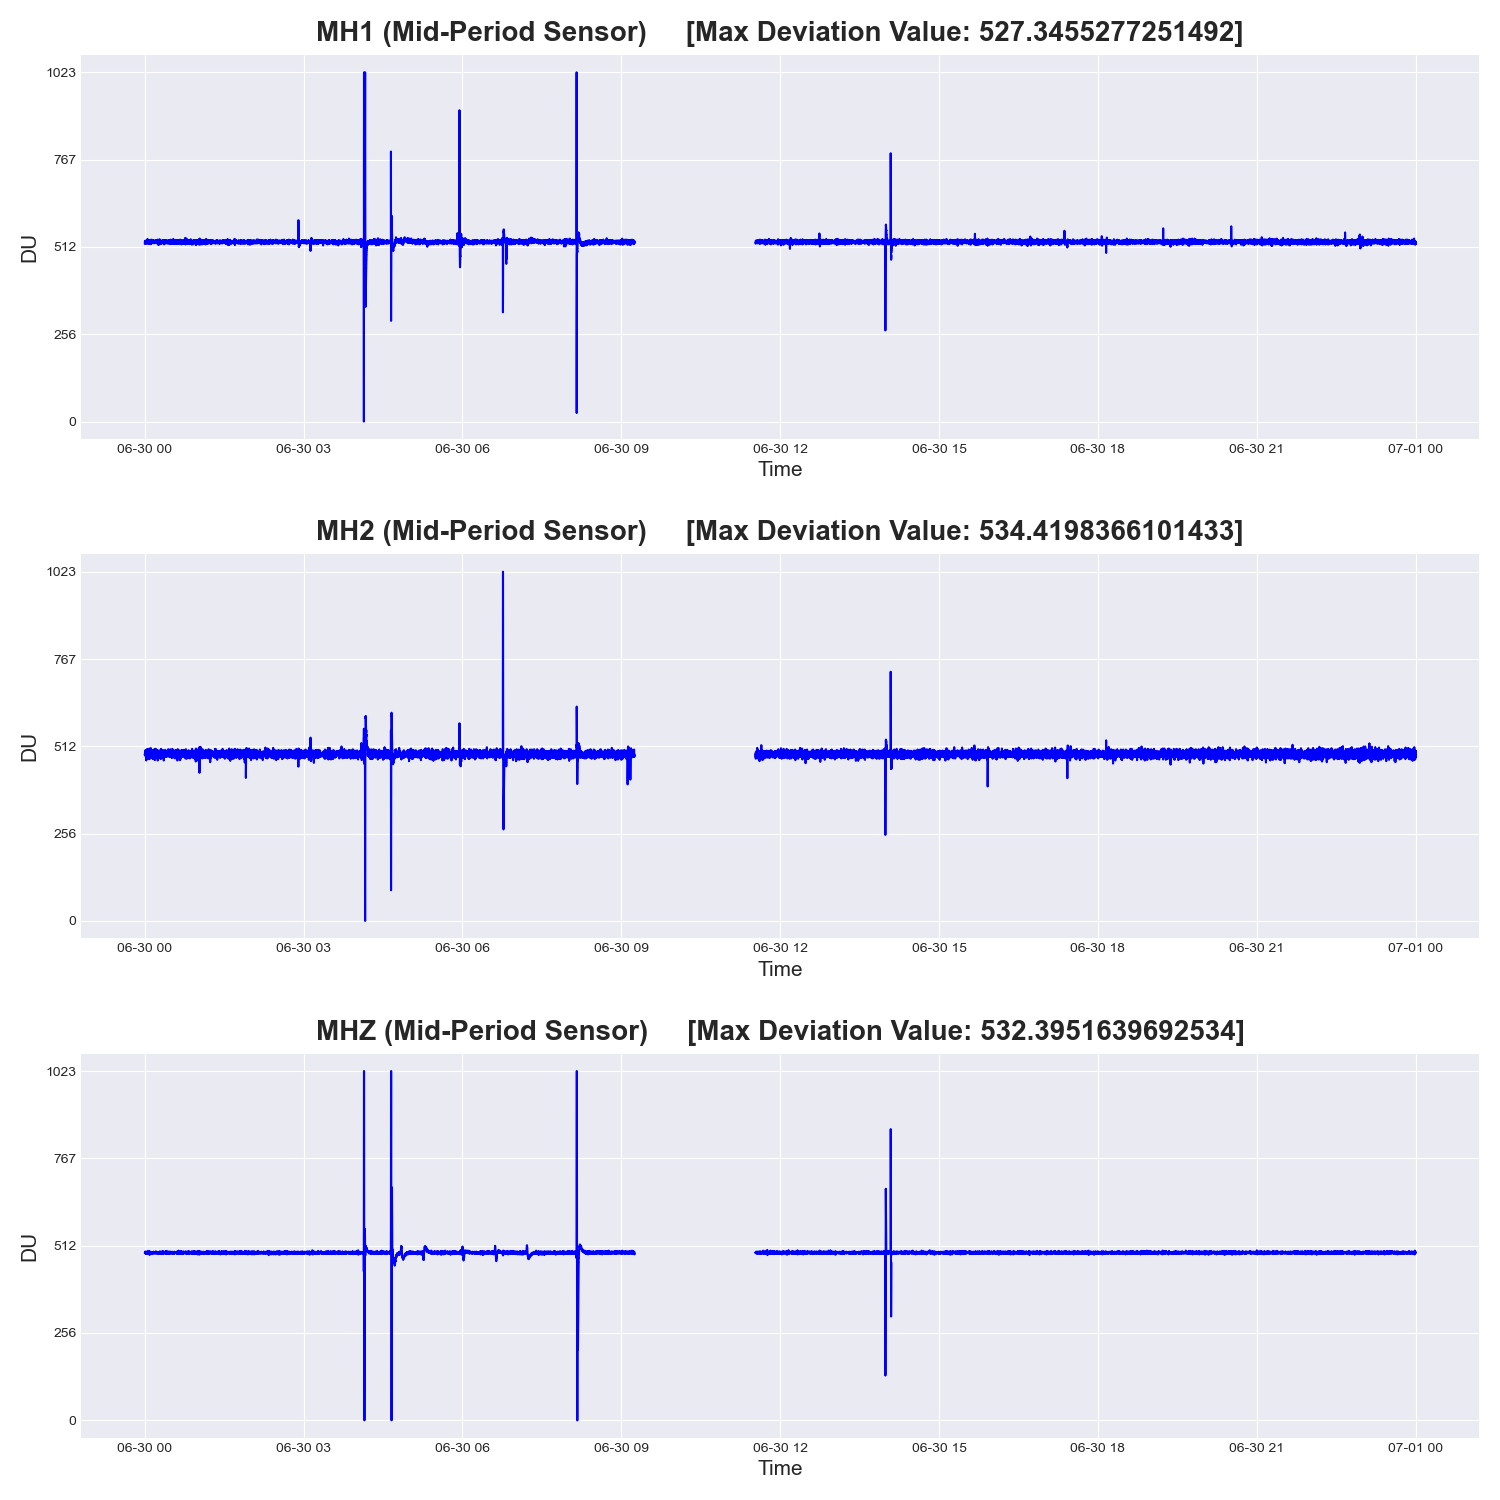 MH1 (Mid-Period Sensor) [Max Deviation Value: 527.3455277251492]
1023
767
512
256
0
DU
06-30 00 06-30 03 06-30 06 06-30 09 06-30 12 06-30 15 06-30 18 06-30 21 07-01 00
Time
MH2 (Mid-Period Sensor) [Max Deviation Value: 534.4198366101433]
1023
767
512
256
0
DU
06-30 00 06-30 03 06-30 06 06-30 09 06-30 12 06-30 15 06-30 18 06-30 21 07-01 00
Time
MHZ (Mid-Period Sensor) [Max Deviation Value: 532.3951639692534]
1023
767
512
256
0
DU
06-30 00 06-30 03 06-30 06 06-30 09 06-30 12 06-30 15 06-30 18 06-30 21 07-01 00
Time